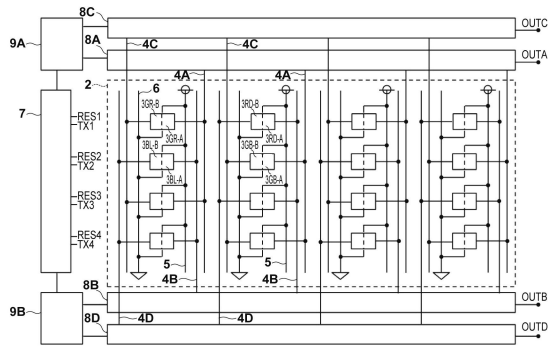 8C
OUTC
9A
8A
4C
4C
OUTA
4A
4A
2
6
7
3GR-B
3RD-B
RES1
TX1
3GR-A
3RD-A
3BL-B
3GB-B
RES2
TX2
3BL-A
3GB-A
RES3
TX3
RES4
TX4
5
5
4B
4B
8B
OUTB
9B
8D
4D
4D
OUTD